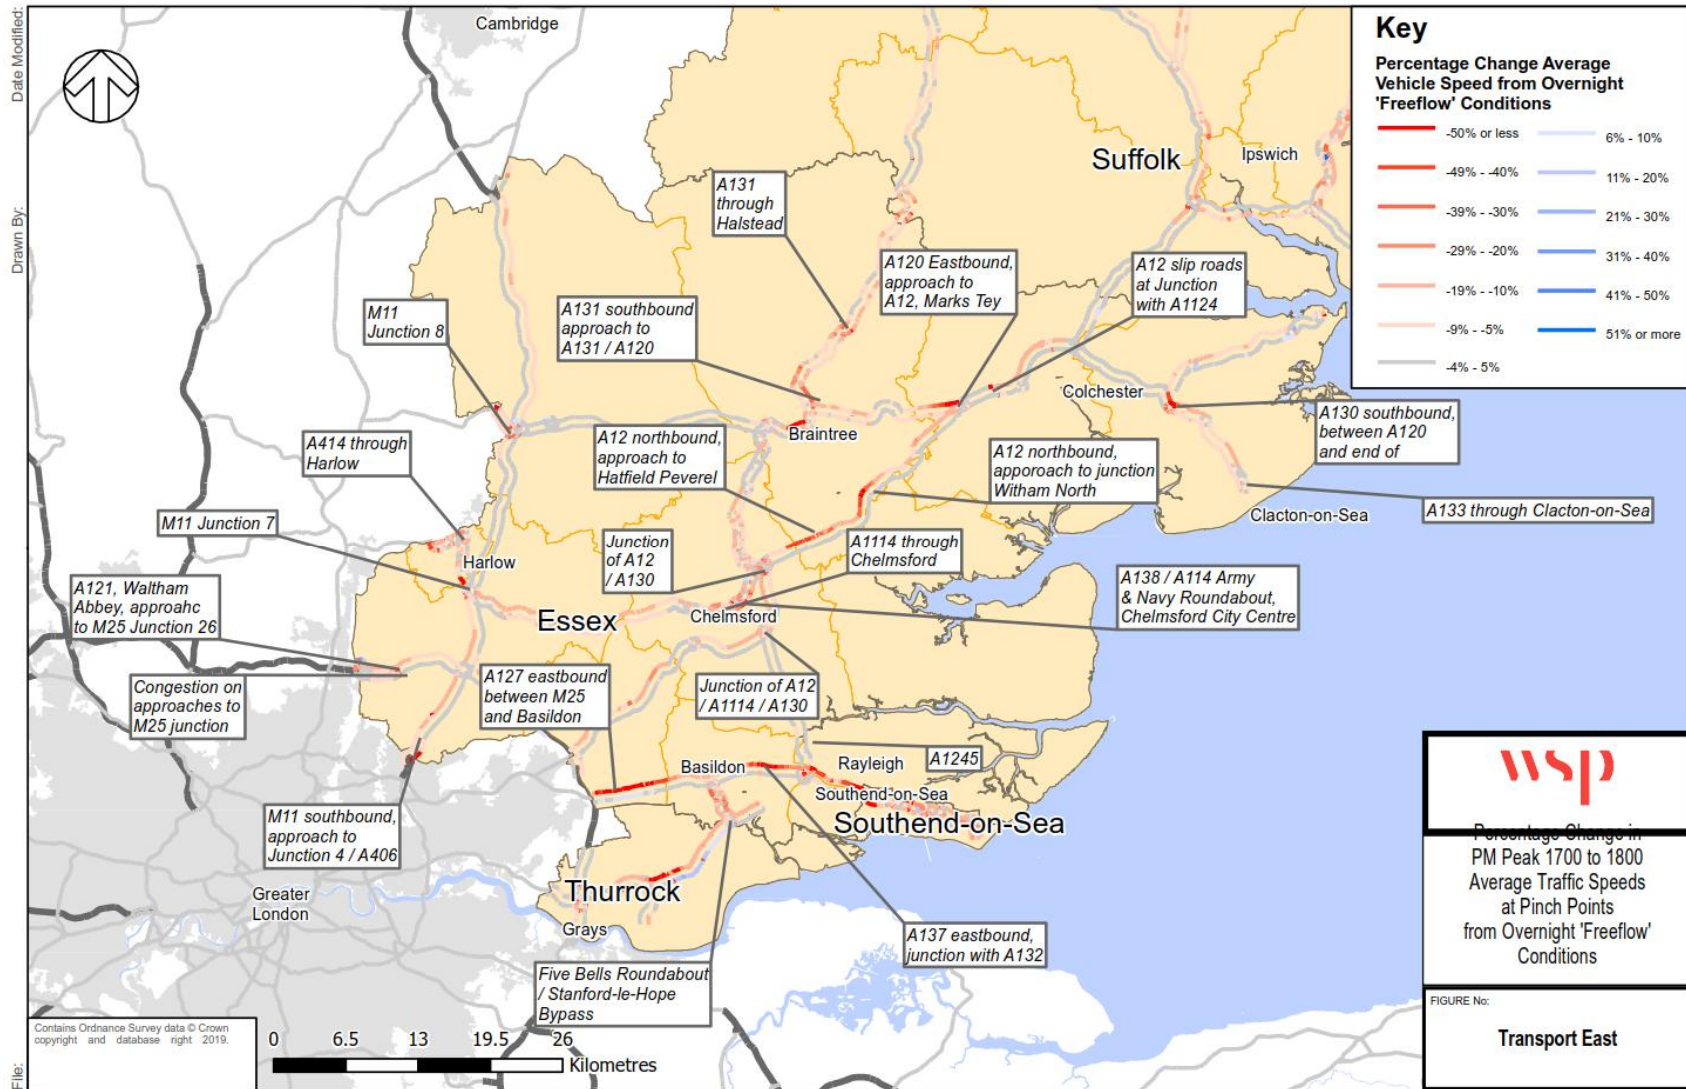 Date Modified:
Drawn By:
File:
Cambridge
Suffolk
Ipswich
A131
through
Halstead
A120 Eastbound,
approach to
A12, Marks Tey
A12 slip roads
at Junction
with A1124
M11
Junction 8
A131 southbound
approach to
A131 / A120
Colchester
A130 southbound,
between A120
and end of
A414 through
Harlow
A12 northbound,
approach to
Hatfield Peverel
Braintree
A12 northbound,
apporoach to junction
Witham North
A133 through Clacton-on-Sea
Clacton-on-Sea
M11 Junction 7
Harlow
Junction
of A12
/ A130
A1114 through
Chelmsford
A138 / A114 Army
& Navy Roundabout,
Chelmsford City Centre
A121, Waltham
Abbey, approahc
to M25 Junction 26
Essex
Chelmsford
Congestion on
approaches to
M25 junction
A127 eastbound
between M25
and Basildon
Junction of A12
/ A1114 / A130
A1245
Basildon
Rayleigh
Southend-on-Sea
Southend-on-Sea
M11 southbound,
approach to
Junction 4 / A406
Thurrock
Greater
London
Grays
A137 eastbound,
junction with A132
Five Bells Roundabout
/ Stanford-le-Hope
Bypass
Contains Ordnance Survey data © Crown
copyright and database right 2019.
0 6.5 13 19.5 26
Kilometres
Key
Percentage Change Average
Vehicle Speed from Overnight
'Freeflow' Conditions
-50% or less
-49% - -40%
-39% - -30%
-29% - -20%
-19% - -10%
-9% - -5%
-4% - 5%
6% - 10%
11% - 20%
21% - 30%
31% - 40%
41% - 50%
51% or more
wsp
Percentage Change in
PM Peak 1700 to 1800
Average Traffic Speeds
at Pinch Points
from Overnight 'Freeflow'
Conditions
FIGURE No:
Transport East